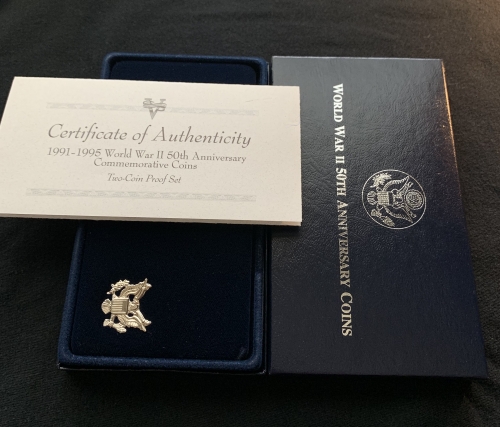 Certificate of Authenticity
1991-1995 World War II 50th Anniversary
Commemorative Coins
Two-Coin Proof Set
WORLD WAR II 50TH ANNIVERSARY COINS